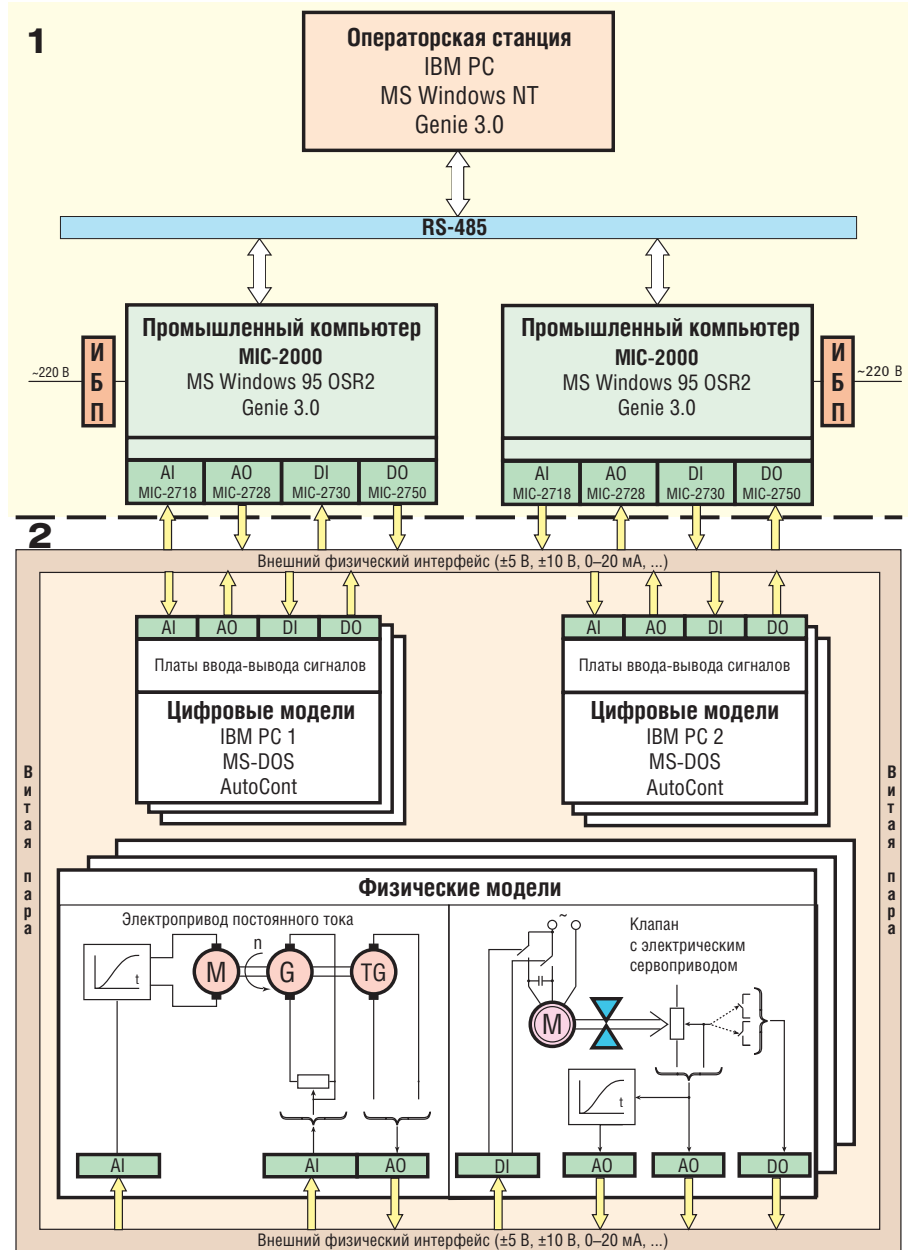 1
Операторская станция
IBM PC
MS Windows NT
Genie 3.0
RS-485
Промышленный компьютер
MIC-2000
MS Windows 95 OSR2
Genie 3.0
ИБП
~220 В
AI
MIC-2718
AO
MIC-2728
DI
MIC-2730
DO
MIC-2750
Промышленный компьютер
MIC-2000
MS Windows 95 OSR2
Genie 3.0
ИБП
~220 В
AI
MIC-2718
AO
MIC-2728
DI
MIC-2730
DO
MIC-2750
2
Внешний физический интерфейс (±5 В, ±10 В, 0–20 мА, ...)
AI AO DI DO
Платы ввода-вывода сигналов
Цифровые модели
IBM PC 1
MS-DOS
AutoCont
AI AO DI DO
Платы ввода-вывода сигналов
Цифровые модели
IBM PC 2
MS-DOS
AutoCont
Витая пара
Витая пара
Физические модели
Электропривод постоянного тока
t
M
n
G
TG
AI
AI
AO
Клапан
с электрическим
сервоприводом
~
M
t
DI
AO
AO
DO
Внешний физический интерфейс (±5 В, ±10 В, 0–20 мА, ...)